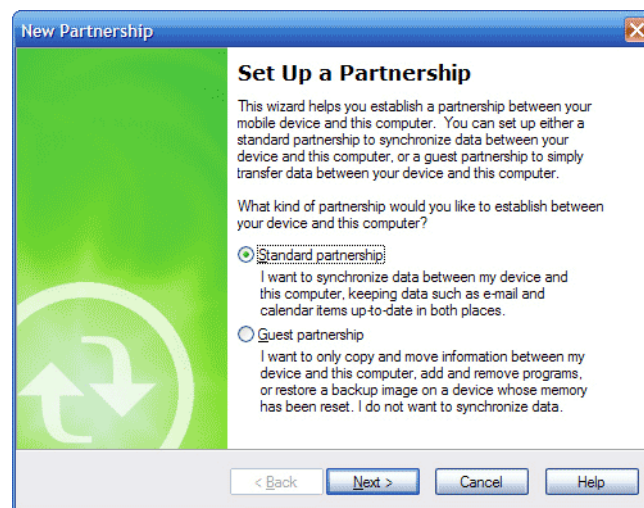 New Partnership
Set Up a Partnership
This wizard helps you establish a partnership between your
mobile device and this computer. You can set up either a
standard partnership to synchronize data between your
device and this computer, or a guest partnership to simply
transfer data between your device and this computer.
What kind of partnership would you like to establish between
your device and this computer?
Standard partnership
I want to synchronize data between my device and
this computer, keeping data such as e-mail and
calendar items up-to-date in both places.
Guest partnership
I want to only copy and move information between my
device and this computer, add and remove programs,
or restore a backup image on a device whose memory
has been reset. I do not want to synchronize data.
< Back Next > Cancel Help